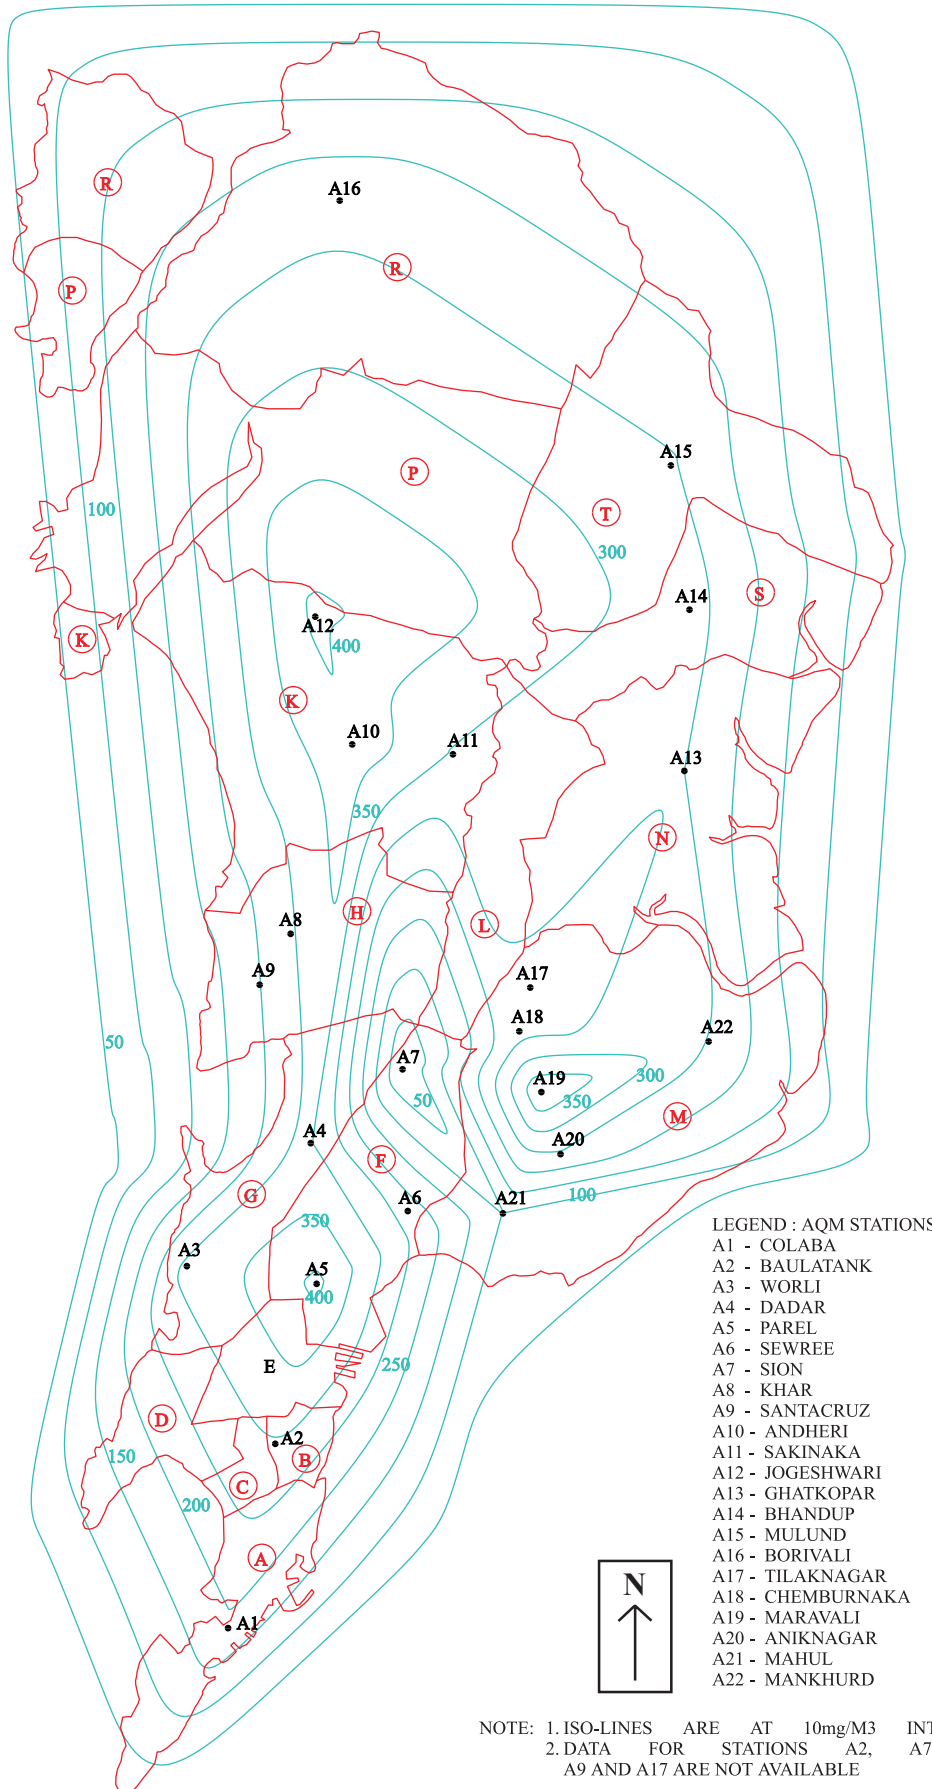 R
A16
R
P
A15
P
100
T
300
S
A14
K
A12
400
K
A10
A11
A13
350
N
H
L
A8
A9
A17
A18
A22
50
A7
A19
300
350
50
M
A4
A20
F
G
A6
A21
100
350
A3
A5
400
E
250
D
A2
B
150
C
200
A
A1
LEGEND : AQM STATIONS
A1 - COLABA
A2 - BAULATANK
A3 - WORLI
A4 - DADAR
A5 - PAREL
A6 - SEWREE
A7 - SION
A8 - KHAR
A9 - SANTACRUZ
A10 - ANDHERI
A11 - SAKINAKA
A12 - JOGESHWARI
A13 - GHATKOPAR
A14 - BHANDUP
A15 - MULUND
A16 - BORIVALI
A17 - TILAKNAGAR
A18 - CHEMBURNAKA
A19 - MARAVALI
A20 - ANIKNAGAR
A21 - MAHUL
A22 - MANKHURD
N
NOTE: 1. ISO-LINES ARE AT 10mg/M3 INT
2. DATA FOR STATIONS A2, A7
A9 AND A17 ARE NOT AVAILABLE